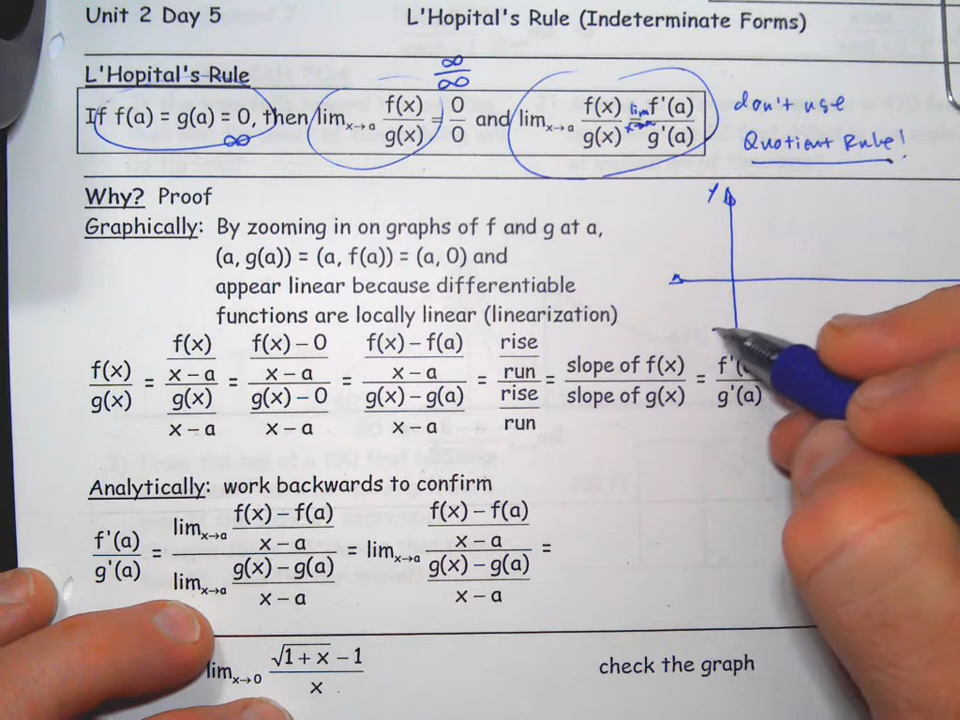 Unit 2 Day 5 L'Hopital's Rule (Indeterminate Forms)
L'Hopital's Rule ∞/∞
If f(a) = g(a) = 0, then lim x→a f(x)/g(x) = 0/0 and lim x→a f(x)/g(x) = f'(a)/g'(a)
∞
lim x→a
don't use
Quotient Rule!
Why? Proof
Y
Graphically: By zooming in on graphs of f and g at a,
(a, g(a)) = (a, f(a)) = (a, 0) and
appear linear because differentiable
functions are locally linear (linearization)
f(x)/g(x) = (f(x)/(x – a))/(g(x)/(x – a)) = ((f(x) – 0)/(x – a))/((g(x) – 0)/(x – a)) = ((f(x) – f(a))/(x – a))/((g(x) – g(a))/(x – a)) = (rise/run)/(rise/run) = slope of f(x)/slope of g(x) = f'(/g'(a)
Analytically: work backwards to confirm
f'(a)/g'(a) = (lim x→a (f(x) – f(a))/(x – a))/(lim x→a (g(x) – g(a))/(x – a)) = lim x→a ((f(x) – f(a))/(x – a))/((g(x) – g(a))/(x – a)) =
lim x→0 (√1 + x – 1)/x check the graph